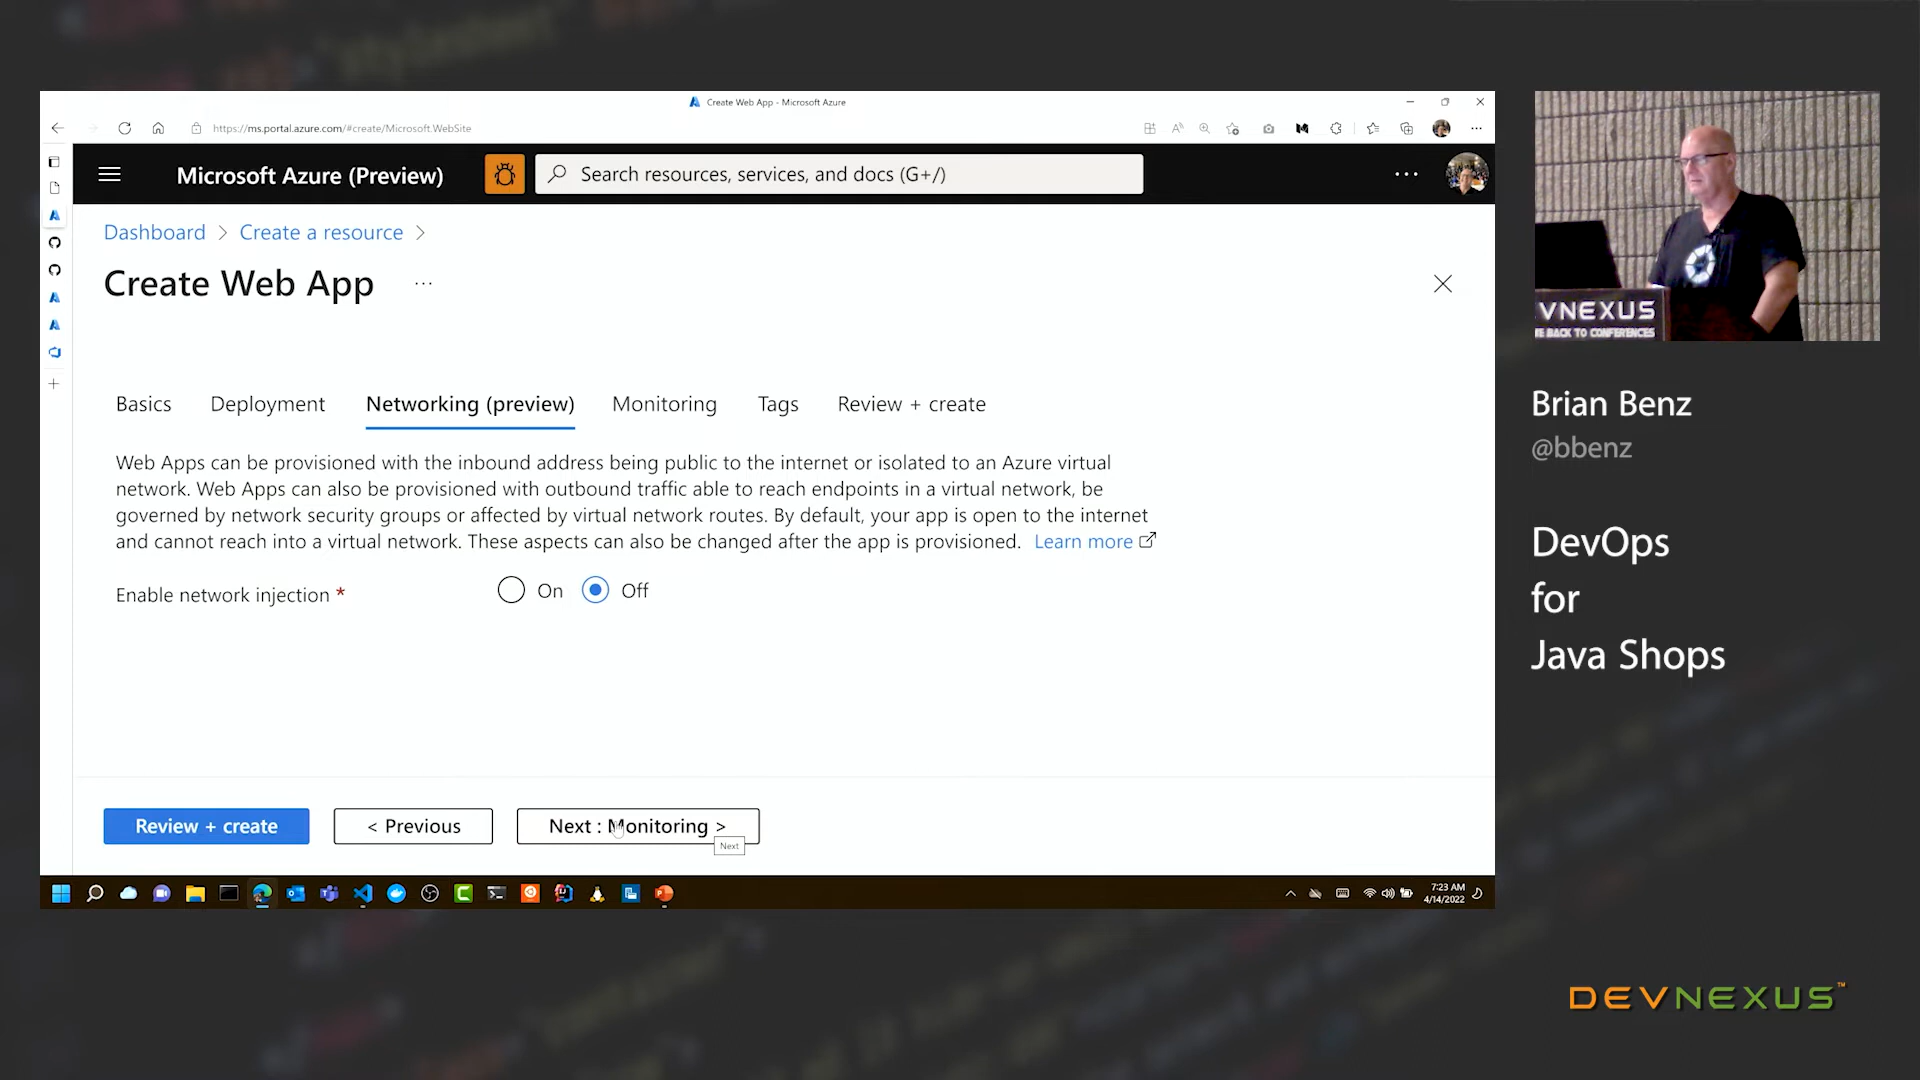 Create Web App - Microsoft Azure
https://ms.portal.azure.com/#create/Microsoft.WebSite
Microsoft Azure (Preview)
Search resources, services, and docs (G+/)
Dashboard > Create a resource >
Create Web App ...
Basics Deployment Networking (preview) Monitoring Tags Review + create
Web Apps can be provisioned with the inbound address being public to the internet or isolated to an Azure virtual
network. Web Apps can also be provisioned with outbound traffic able to reach endpoints in a virtual network, be
governed by network security groups or affected by virtual network routes. By default, your app is open to the internet
and cannot reach into a virtual network. These aspects can also be changed after the app is provisioned. Learn more
Enable network injection * On Off
Review + create < Previous Next : Monitoring >
Next
7:23 AM
4/14/2022
VNEXUS
E BACK TO CONFERENCES
Brian Benz
@bbenz
DevOps
for
Java Shops
DEVNEXUS™